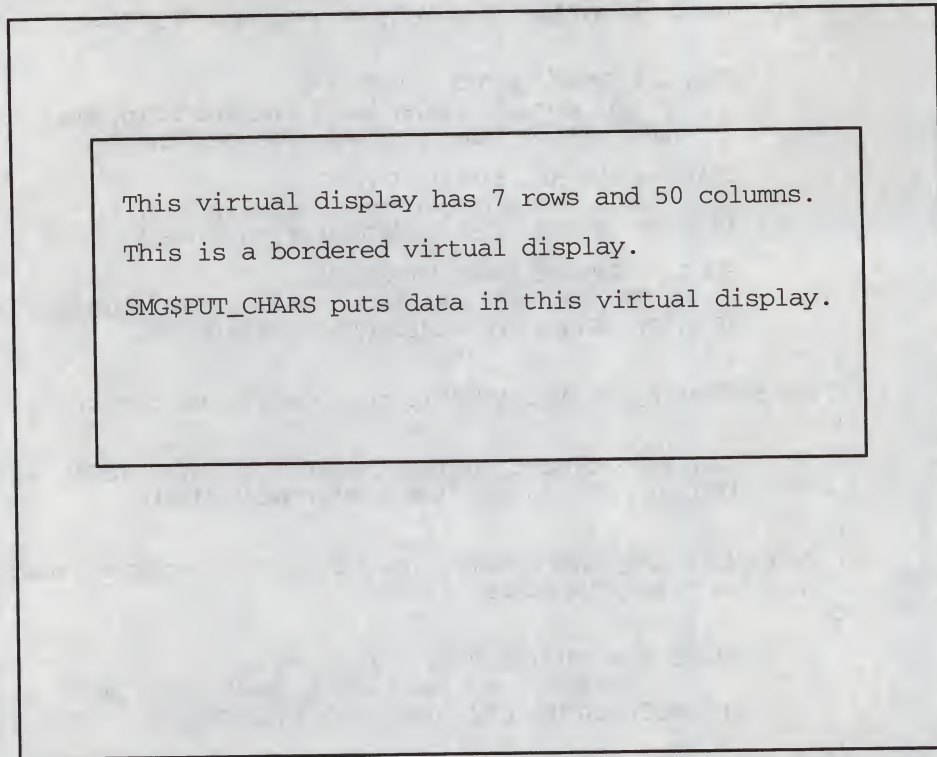 This virtual display has 7 rows and 50 columns.
This is a bordered virtual display.
SMG$PUT_CHARS puts data in this virtual display.